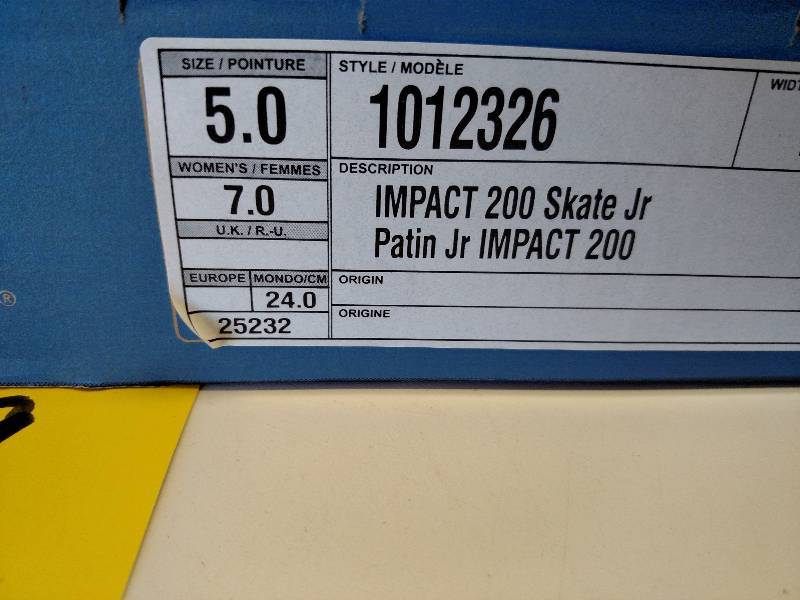 SIZE / POINTURE
5.0
WOMEN'S / FEMMES
7.0
U.K. / R.-U.
EUROPE MONDO/CM
24.0
25232
STYLE / MODÈLE
1012326
DESCRIPTION
IMPACT 200 Skate Jr
Patin Jr IMPACT 200
ORIGIN
ORIGINE
WIDT
®